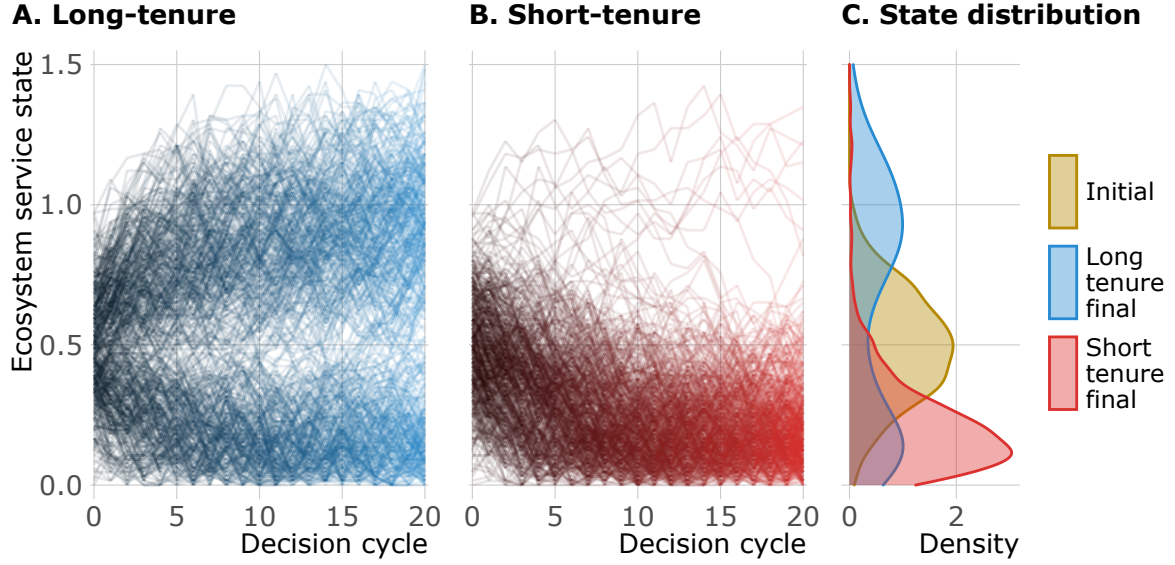 A. Long-tenure
B. Short-tenure
C. State distribution
Ecosystem service state
1.5
1.0
0.5
0.0
0 5 10 15 20
Decision cycle
0 5 10 15 20
Decision cycle
0 2
Density
Initial
Long
tenure
final
Short
tenure
final